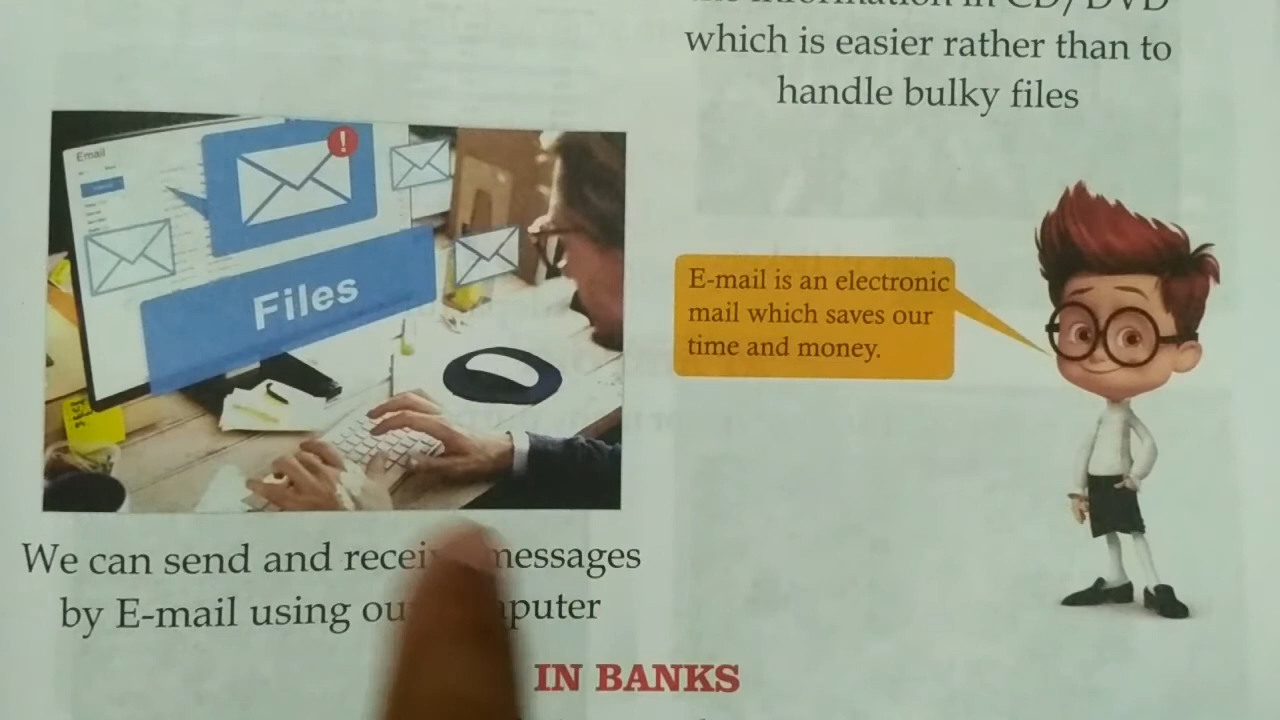 which is easier rather than to
handle bulky files
Email
Files
E-mail is an electronic
mail which saves our
time and money.
We can send and messages
by E-mail using
IN BANKS